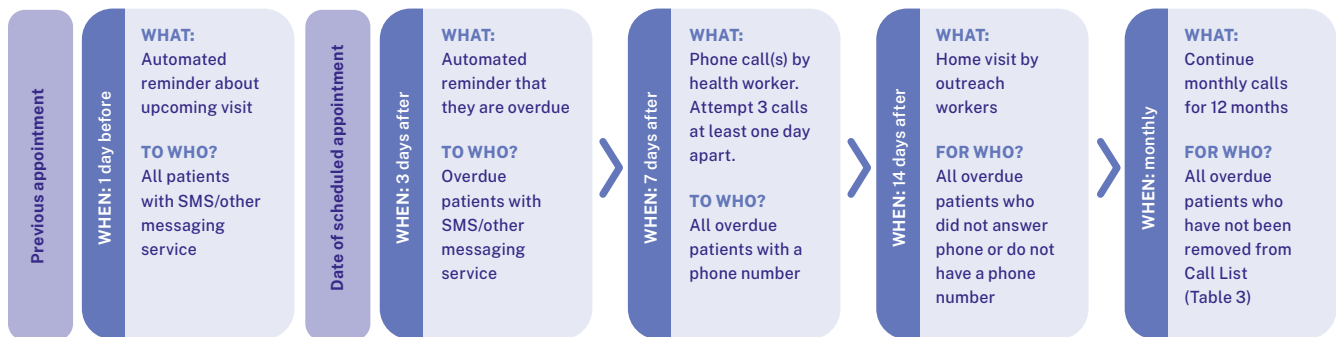 Previous appointment
WHEN: 1 day before
WHAT:
Automated
reminder about
upcoming visit
TO WHO?
All patients
with SMS/other
messaging
service
Date of scheduled appointment
WHEN: 3 days after
WHAT:
Automated
reminder that
they are overdue
TO WHO?
Overdue
patients with
SMS/other
messaging
service
WHEN: 7 days after
WHAT:
Phone call(s) by
health worker.
Attempt 3 calls
at least one day
apart.
TO WHO?
All overdue
patients with a
phone number
WHEN: 14 days after
WHAT:
Home visit by
outreach
workers
FOR WHO?
All overdue
patients who
did not answer
phone or do not
have a phone
number
WHEN: monthly
WHAT:
Continue
monthly calls
for 12 months
FOR WHO?
All overdue
patients who
have not been
removed from
Call List
(Table 3)